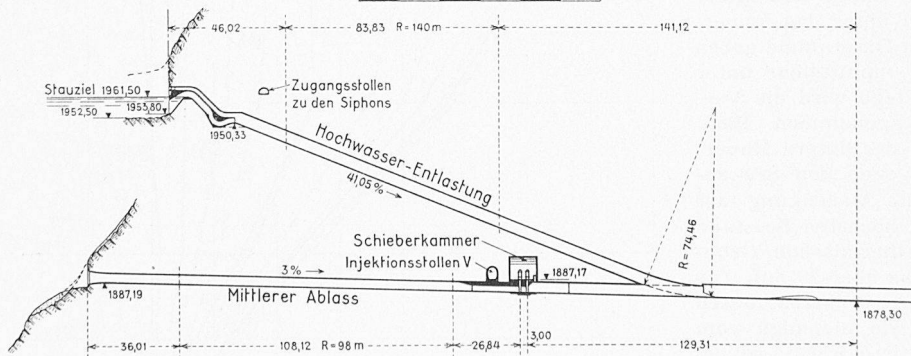 46,02
83,83 R=140m
141,12
Stauziel 1961,50
1953,80
1952,50
Zugangsstollen
zu den Siphons
1950,33
Hochwasser-Entlastung
41,05%
Schieberkammer
Injektionsstollen V
R = 74,46
3%
1887,17
1887,19
Mittlerer Ablass
1878,30
3,00
36,01
108,12 R=98m
26,84
129,31